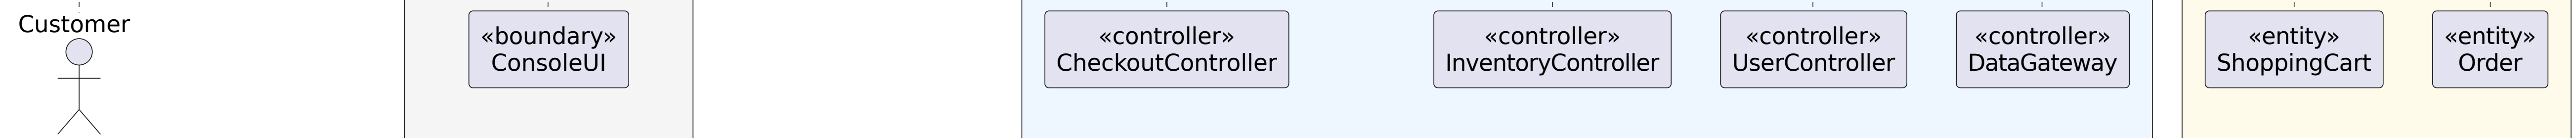 Customer
«boundary»
ConsoleUI
«controller»
CheckoutController
«controller»
InventoryController
«controller»
UserController
«controller»
DataGateway
«entity»
ShoppingCart
«entity»
Order